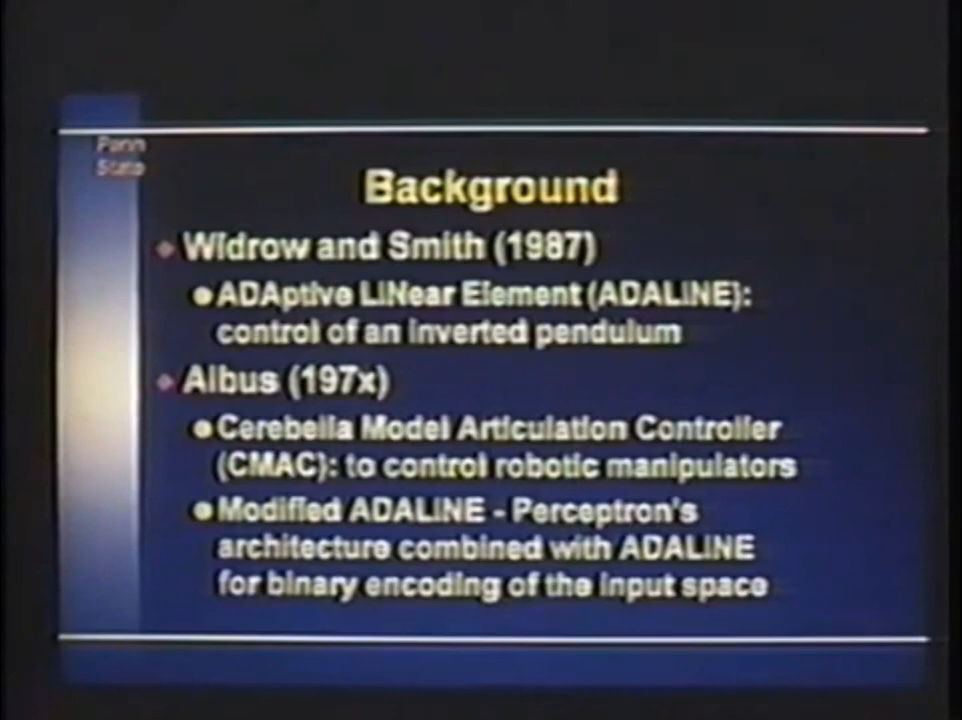 Penn
State
Background
Widrow and Smith (1987)
ADAptive LiNear Element (ADALINE):
control of an inverted pendulum
Albus (197x)
Cerebella Model Articulation Controller
(CMAC): to control robotic manipulators
Modified ADALINE - Perceptron's
architecture combined with ADALINE
for binary encoding of the input space